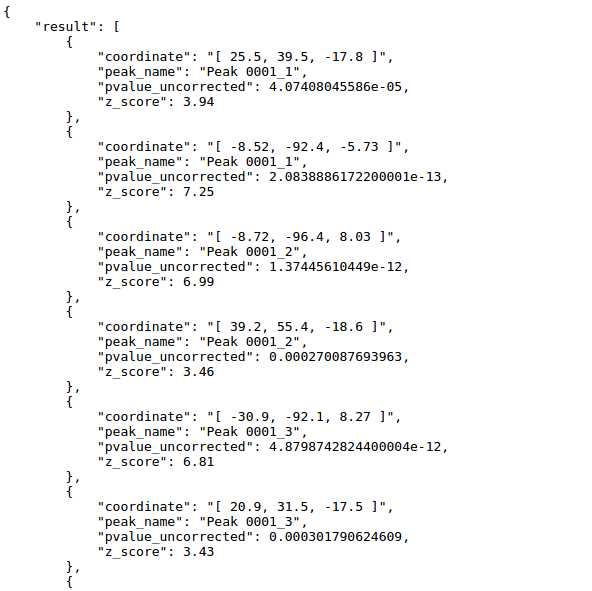 {
    "result": [
        {
            "coordinate": "[ 25.5, 39.5, -17.8 ]",
            "peak_name": "Peak 0001_1",
            "pvalue_uncorrected": 4.07408045586e-05,
            "z_score": 3.94
        },
        {
            "coordinate": "[ -8.52, -92.4, -5.73 ]",
            "peak_name": "Peak 0001_1",
            "pvalue_uncorrected": 2.0838886172200001e-13,
            "z_score": 7.25
        },
        {
            "coordinate": "[ -8.72, -96.4, 8.03 ]",
            "peak_name": "Peak 0001_2",
            "pvalue_uncorrected": 1.37445610449e-12,
            "z_score": 6.99
        },
        {
            "coordinate": "[ 39.2, 55.4, -18.6 ]",
            "peak_name": "Peak 0001_2",
            "pvalue_uncorrected": 0.000270087693963,
            "z_score": 3.46
        },
        {
            "coordinate": "[ -30.9, -92.1, 8.27 ]",
            "peak_name": "Peak 0001_3",
            "pvalue_uncorrected": 4.8798742824400004e-12,
            "z_score": 6.81
        },
        {
            "coordinate": "[ 20.9, 31.5, -17.5 ]",
            "peak_name": "Peak 0001_3",
            "pvalue_uncorrected": 0.000301790624609,
            "z_score": 3.43
        },
        {